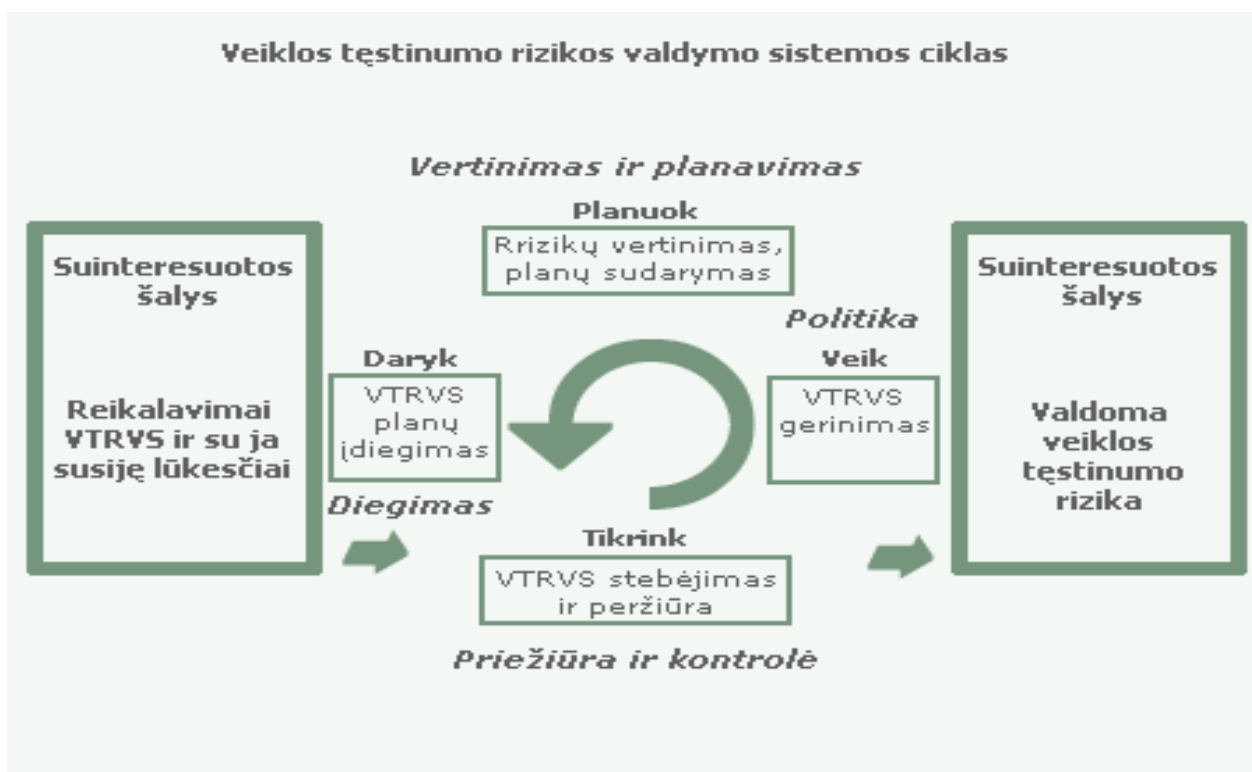 Veiklos tęstinumo rizikos valdymo sistemos ciklas
Vertinimas ir planavimas
Planuok
Rrizikų vertinimas,
planų sudarymas
Suinteresuotos
šalys
Reikalavimai
VTRVS ir su ja
susiję lūkesčiai
Daryk
VTRVS
planų
įdiegimas
Diegimas
Politika
Veik
VTRVS
gerinimas
Tikrink
VTRVS stebėjimas
ir peržiūra
Priežiūra ir kontrolė
Suinteresuotos
šalys
Valdoma
veiklos
tęstinumo
rizika